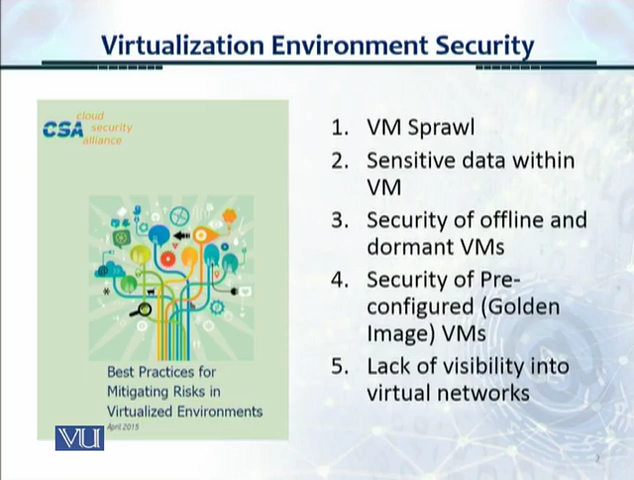 Virtualization Environment Security
cloud
CSA security
alliance
Best Practices for
Mitigating Risks in
Virtualized Environments
April 2015
VU
1. VM Sprawl
2. Sensitive data within
VM
3. Security of offline and
dormant VMs
4. Security of Pre-
configured (Golden
Image) VMs
5. Lack of visibility into
virtual networks
2